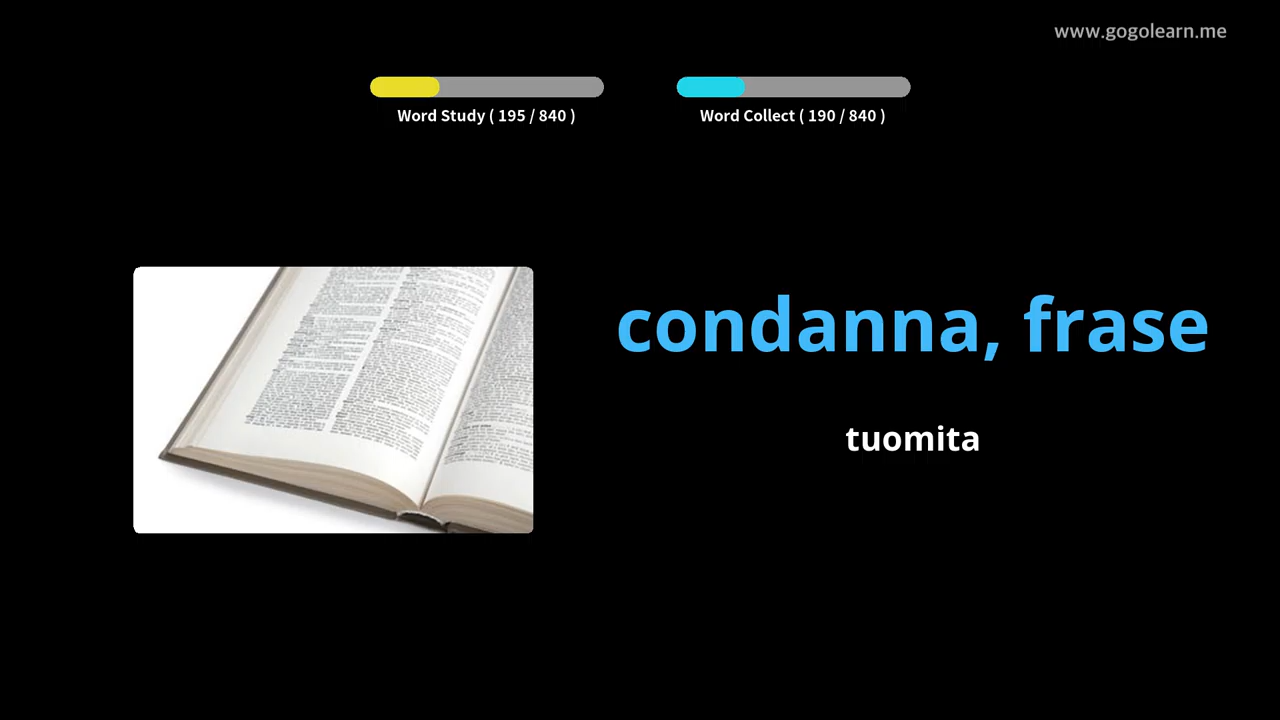 www.gogolearn.me
Word Study ( 195 / 840 )
Word Collect ( 190 / 840 )
condanna, frase
tuomita